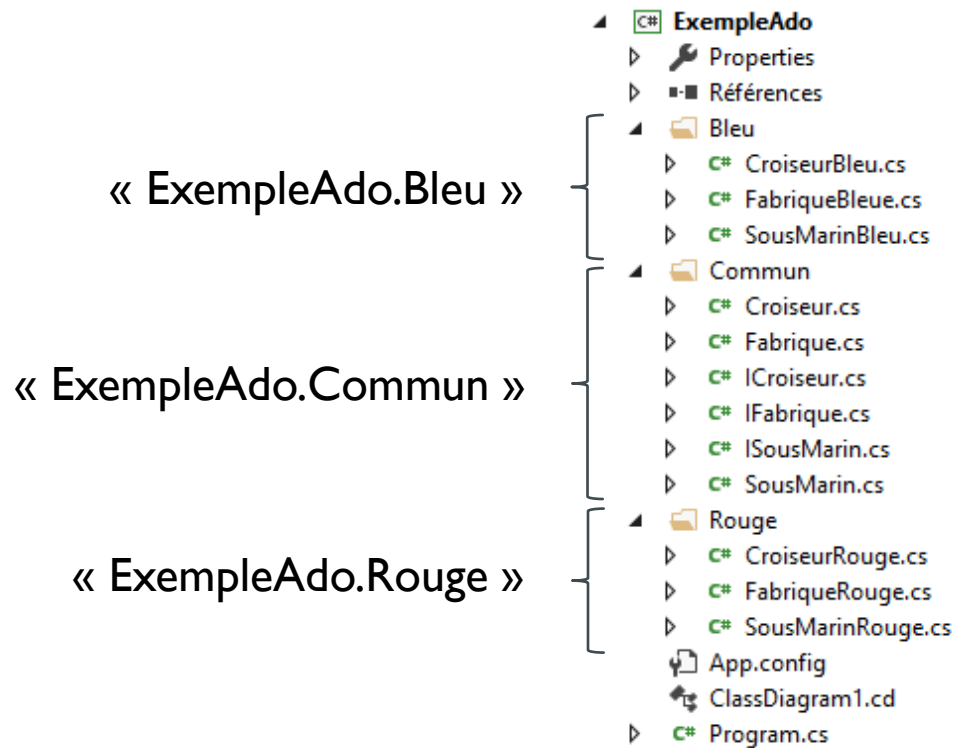 C# ExempleAdo
Properties
Références
Bleu
C# CroiseurBleu.cs
C# FabriqueBleue.cs
C# SousMarinBleu.cs
« ExempleAdo.Bleu »
Commun
C# Croiseur.cs
C# Fabrique.cs
C# ICroiseur.cs
C# IFabrique.cs
C# ISousMarin.cs
C# SousMarin.cs
« ExempleAdo.Commun »
Rouge
C# CroiseurRouge.cs
C# FabriqueRouge.cs
C# SousMarinRouge.cs
« ExempleAdo.Rouge »
App.config
ClassDiagram1.cd
C# Program.cs